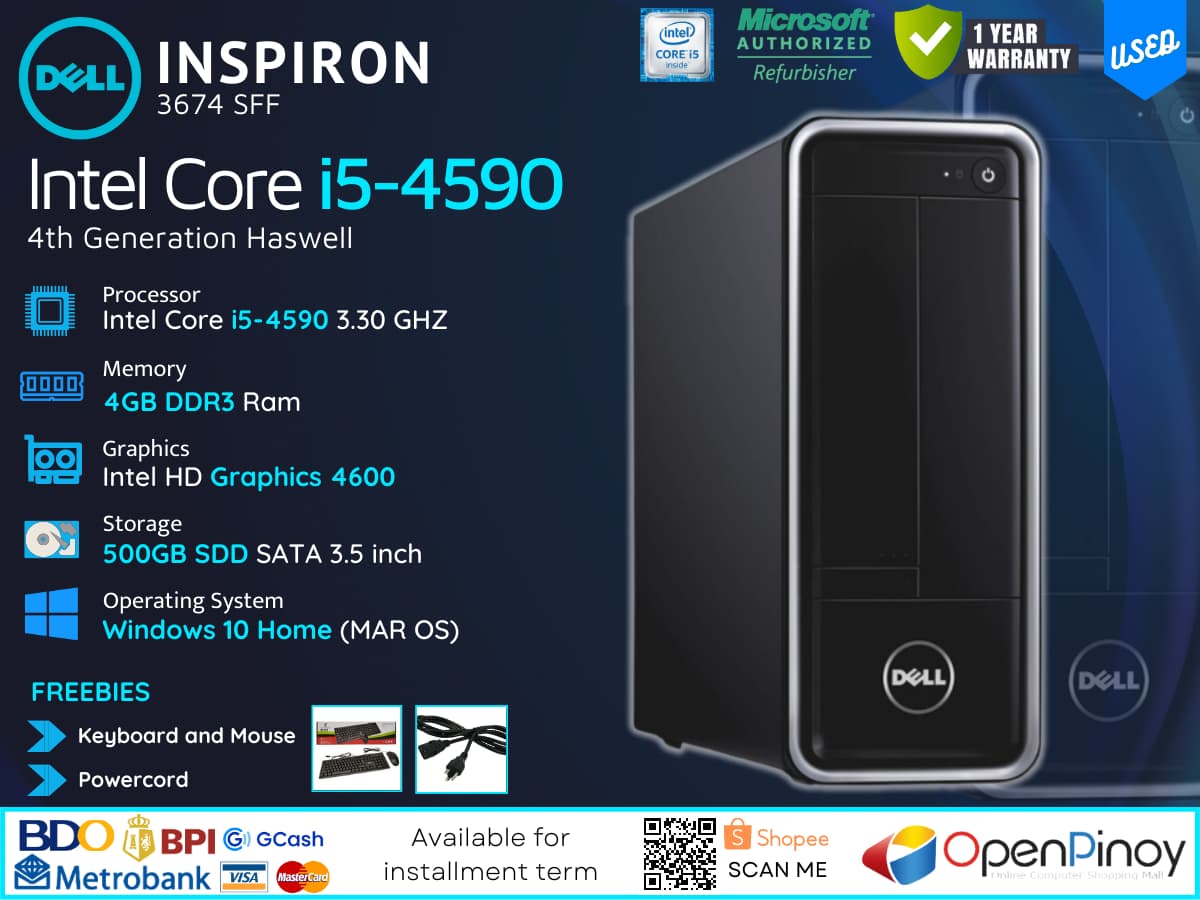 DELL
INSPIRON
3674 SFF
intel
CORE i5
inside
Microsoft
AUTHORIZED
Refurbisher
1 YEAR
WARRANTY
USED
Intel Core i5-4590
4th Generation Haswell
Processor
Intel Core i5-4590 3.30 GHZ
Memory
4GB DDR3 Ram
Graphics
Intel HD Graphics 4600
Storage
500GB SDD SATA 3.5 inch
Operating System
Windows 10 Home (MAR OS)
FREEBIES
Keyboard and Mouse
Powercord
DELL
DELL
BDO
BPI
GCash
Metrobank
VISA
MasterCard
Available for
installment term
Shopee
SCAN ME
OpenPinoy
Online Computer Shopping Mall